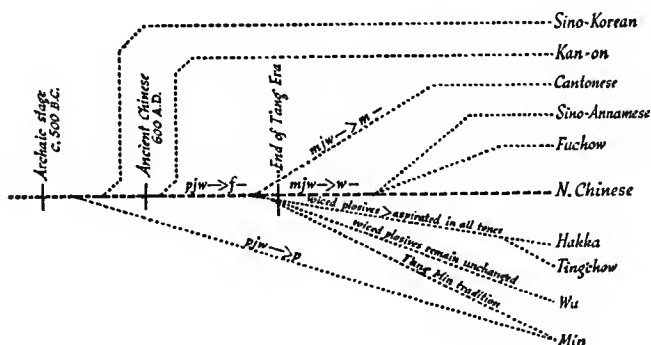 Sino-Korean
Kan-on
Cantonese
Sino-Annamese
Fuchow
N. Chinese
Hakka
Tingchow
Wu
Min
Archaic stage
c. 500 B.C.
Ancient Chinese
600 A.D.
End of Tang Era
pjw→f-
mjw→m-
mjw→w-
voiced plosives > aspirated in all tones
voiced plosives remain unchanged
Tang Min tradition
pjw→p